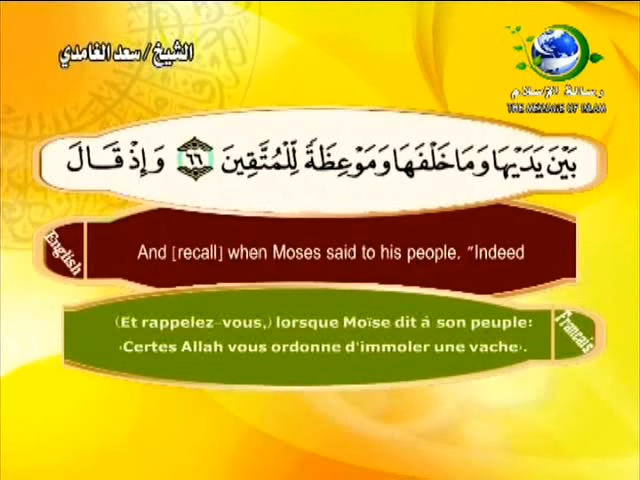 الشيخ / سعد الغامدي
رسالة الإسلام
THE MESSAGE OF ISLAM
بَيْنَ يَدَيْهَا وَمَا خَلْفَهَا وَمَوْعِظَةً لِّلْمُتَّقِينَ ٦٦ وَإِذْ قَالَ
English
And [recall] when Moses said to his people, "Indeed
(Et rappelez-vous,) lorsque Moïse dit à son peuple:
‹Certes Allah vous ordonne d'immoler une vache›.
Francais